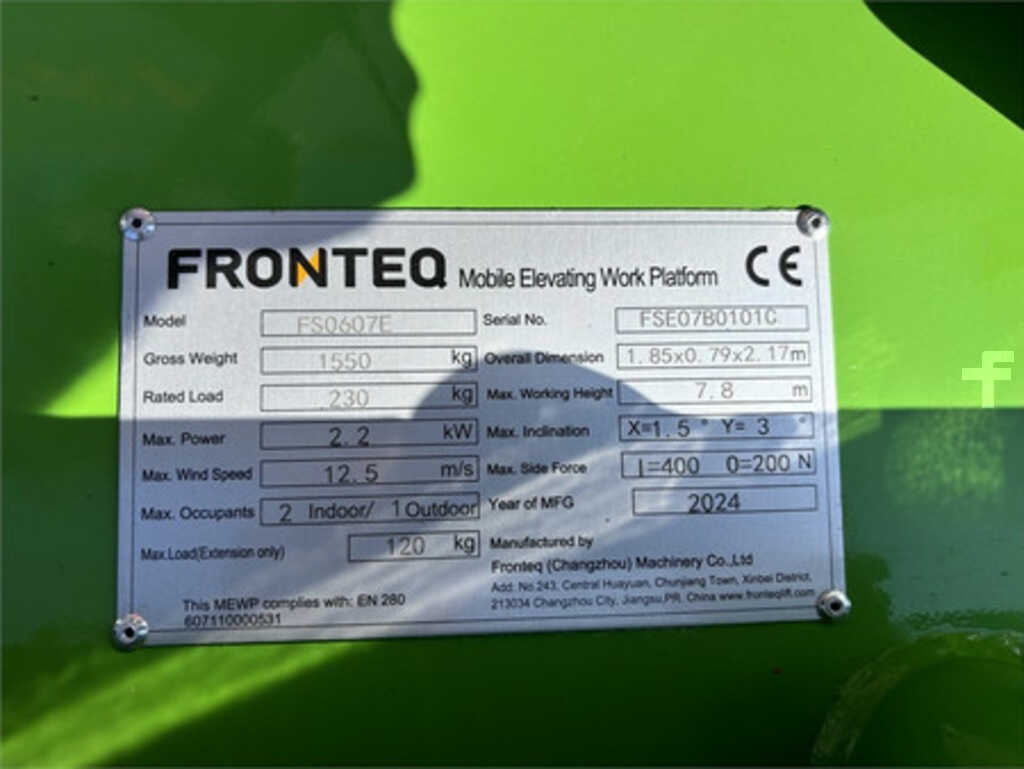 FRONTEQ Mobile Elevating Work Platform CE
Model FS0607E Serial No. FSE07B0101C
Gross Weight 1550 kg Overall Dimension 1.85x0.79x2.17m
Rated Load 230 kg Max. Working Height 7.8 m
Max. Power 2.2 kW Max. Inclination X=1.5° Y= 3 °
Max. Wind Speed 12.5 m/s Max. Side Force I=400 O=200 N
Max. Occupants 2 Indoor/ 1 Outdoor Year of MFG 2024
Max.Load(Extension only) 120 kg Manufactured by
Fronteq (Changzhou) Machinery Co.,Ltd
Add: No.243, Central Huayuan, Chunjiang Town, Xinbei District,
213034 Changzhou City, Jiangsu,PR. China www.fronteqlift.com
This MEWP complies with: EN 280
607110000531
f